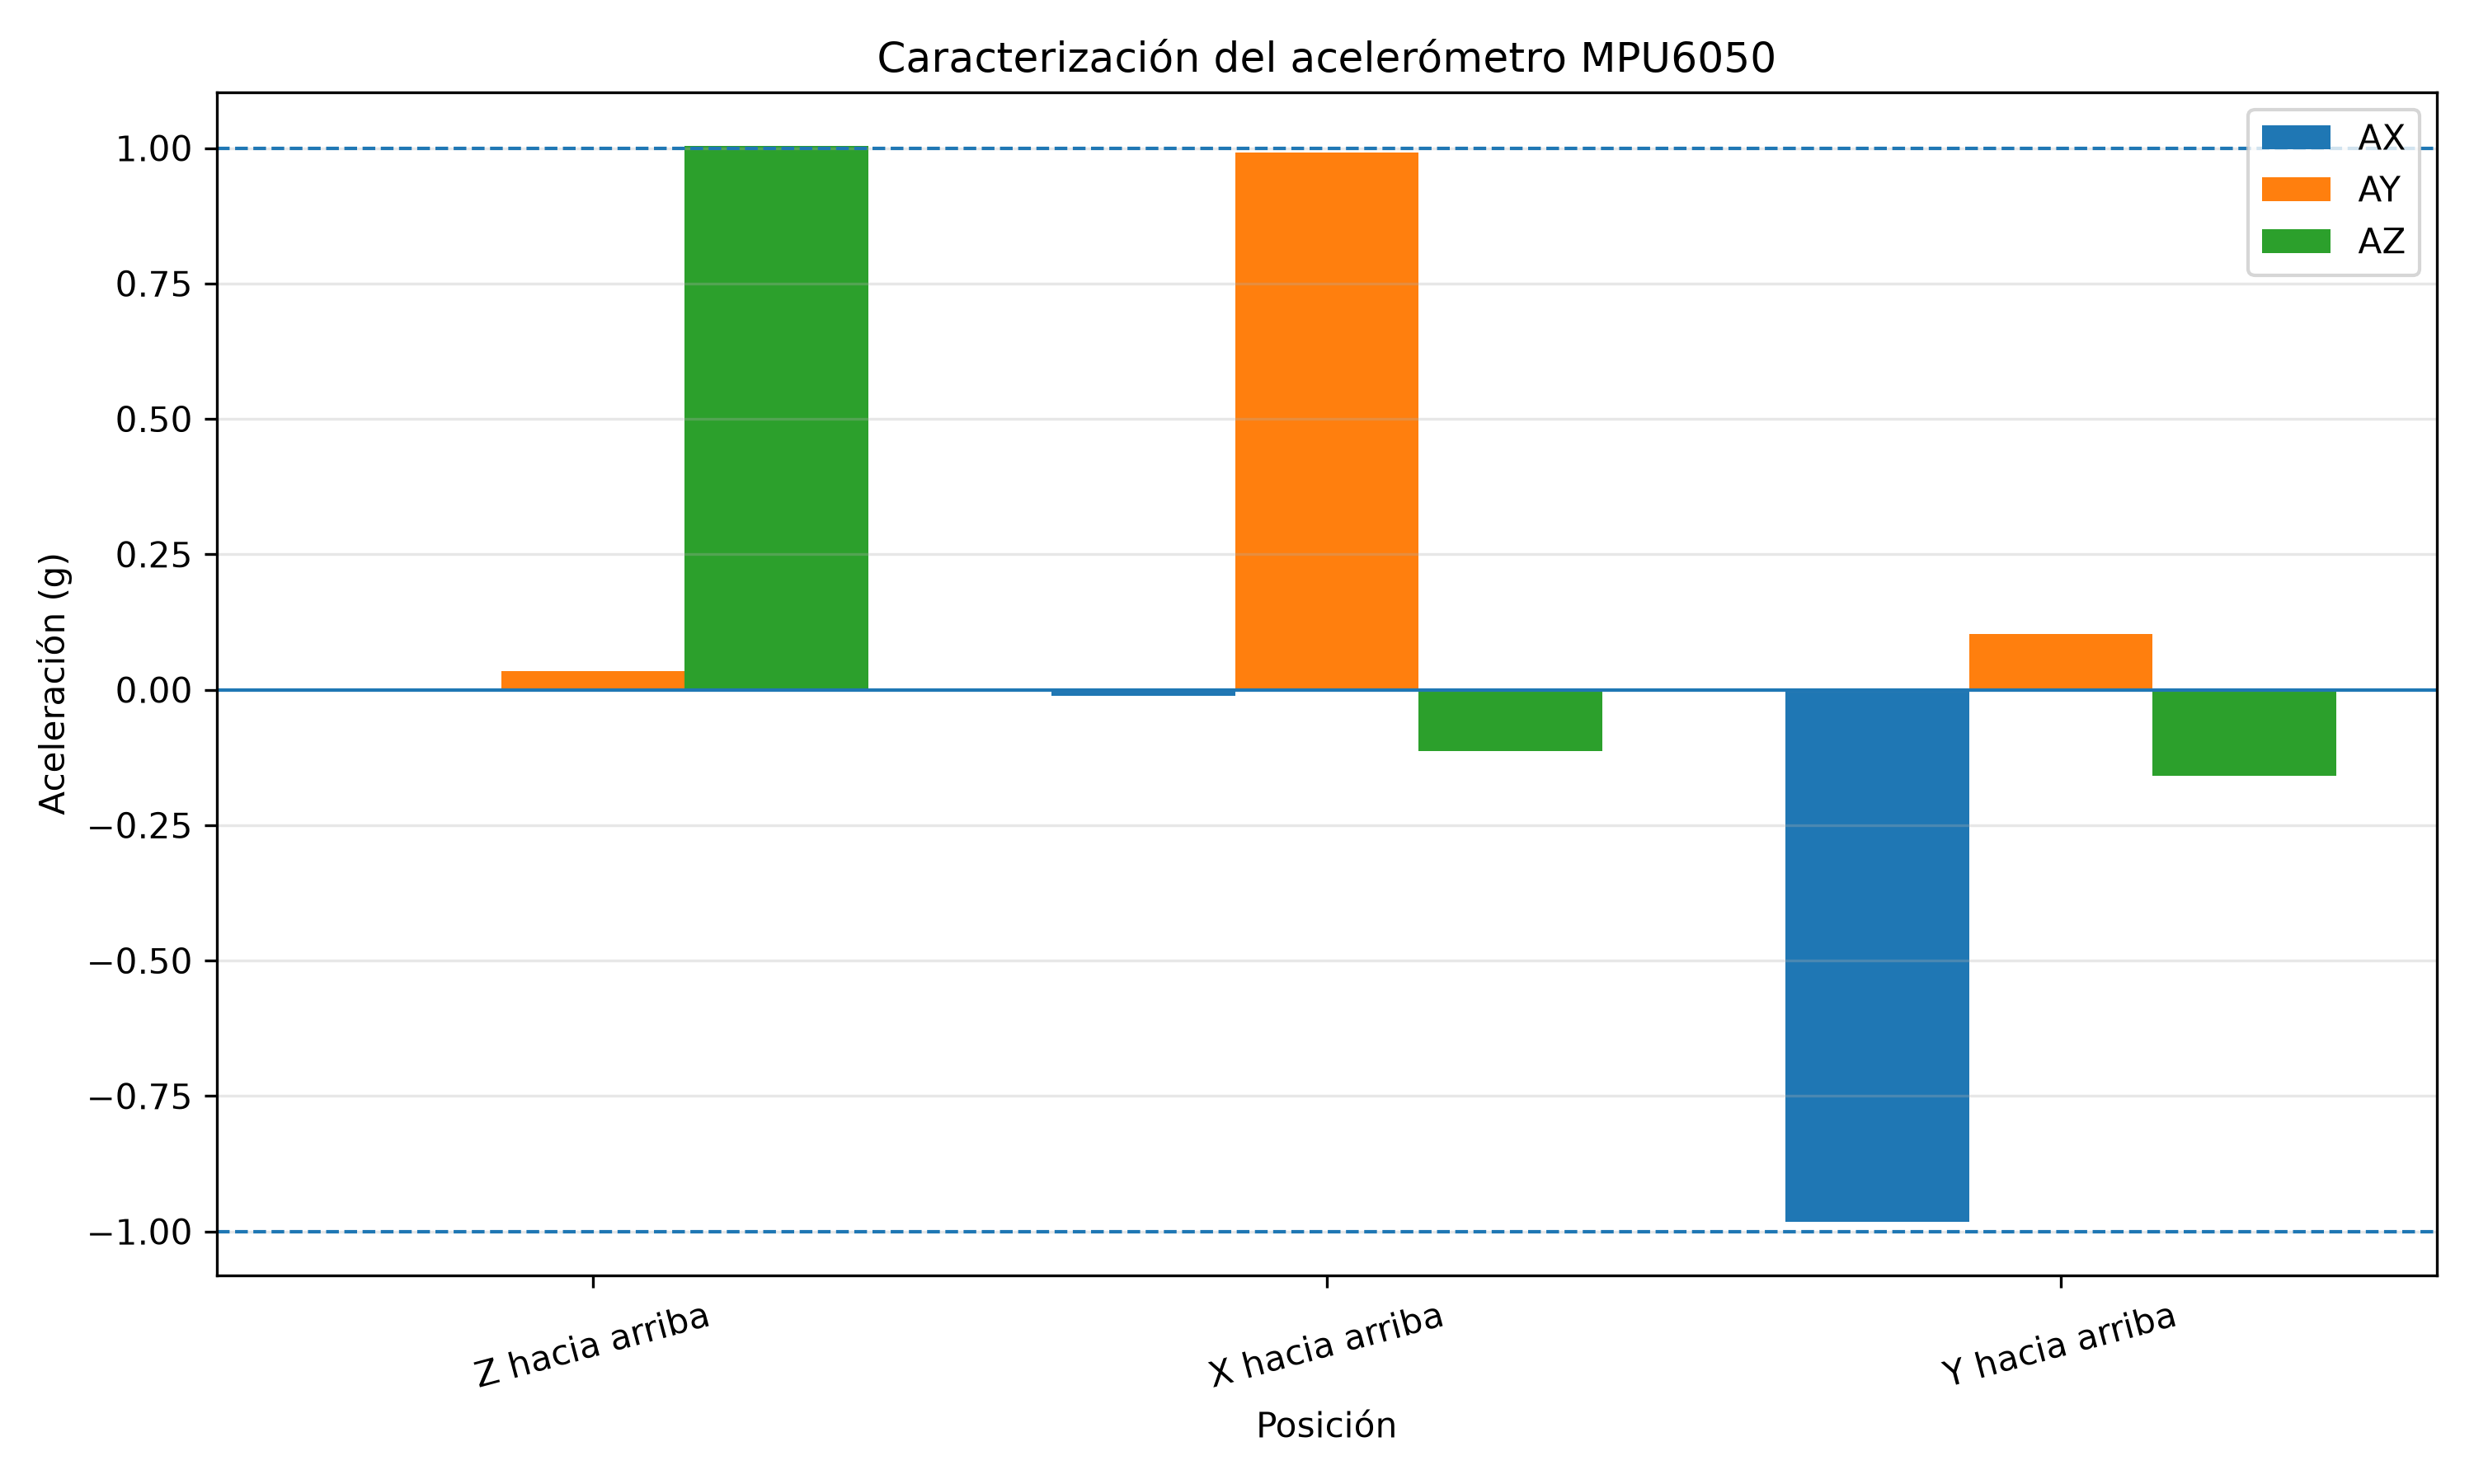 Caracterización del acelerómetro MPU6050
AX
AY
AZ
1.00
0.75
0.50
0.25
0.00
−0.25
−0.50
−0.75
−1.00
Aceleración (g)
Z hacia arriba
X hacia arriba
Y hacia arriba
Posición